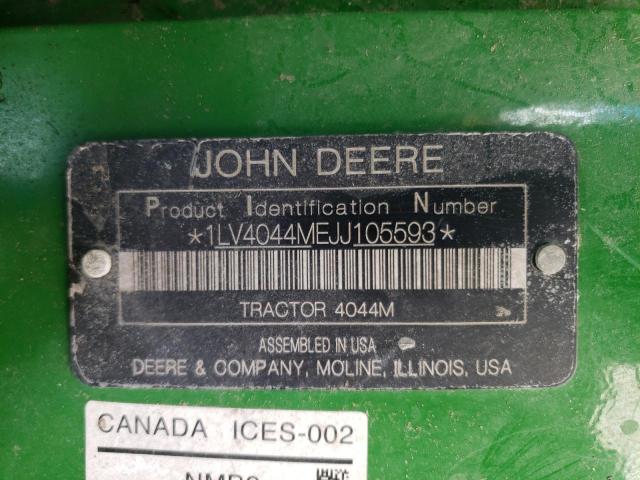 JOHN DEERE
Product Identification Number
*1LV4044MEJJ105593*
TRACTOR 4044M
ASSEMBLED IN USA
DEERE & COMPANY, MOLINE, ILLINOIS, USA
CANADA ICES-002